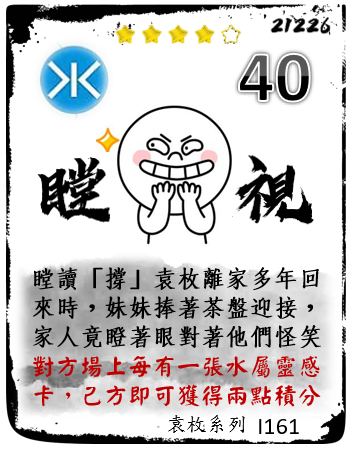 21226
40
瞠視
瞠讀「撐」袁枚離家多年回
來時，妹妹捧著茶盤迎接，
家人竟瞪著眼對著他們怪笑
對方場上每有一張水屬靈感
卡，己方即可獲得兩點積分
袁枚系列 I161